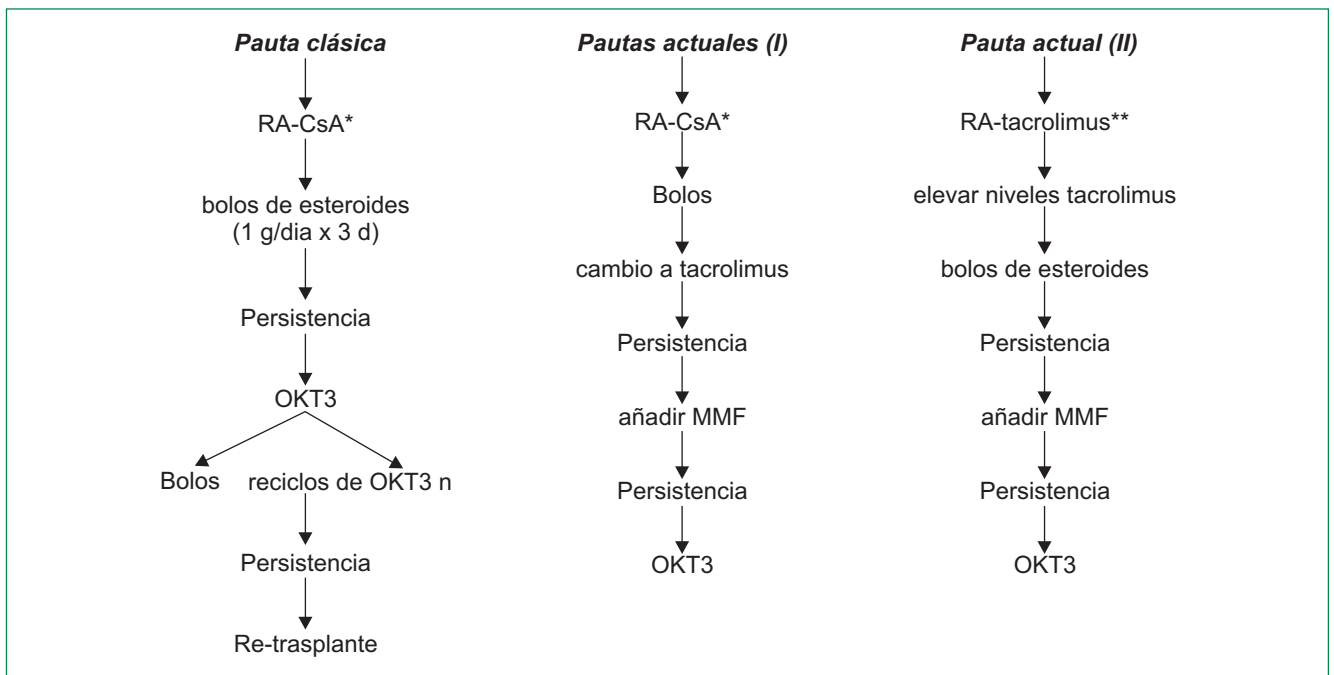 Pauta clásica
RA-CsA*
bolos de esteroides
(1 g/dia x 3 d)
Persistencia
OKT3
Bolos
reciclos de OKT3 n
Persistencia
Re-trasplante
Pautas actuales (I)
RA-CsA*
Bolos
cambio a tacrolimus
Persistencia
añadir MMF
Persistencia
OKT3
Pauta actual (II)
RA-tacrolimus**
elevar niveles tacrolimus
bolos de esteroides
Persistencia
añadir MMF
Persistencia
OKT3